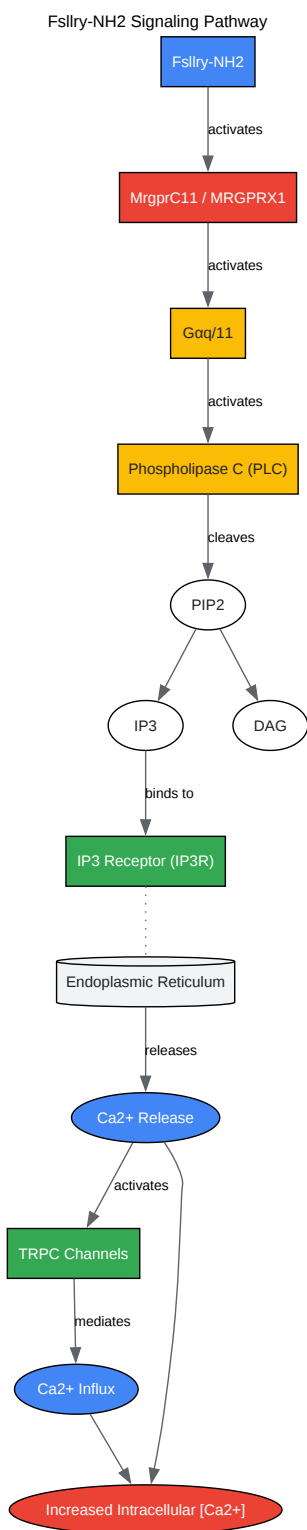 Fsllry-NH2 Signaling Pathway
Fsllry-NH2
activates
MrgprC11 / MRGPRX1
activates
Gαq/11
activates
Phospholipase C (PLC)
cleaves
PIP2
IP3
DAG
binds to
IP3 Receptor (IP3R)
Endoplasmic Reticulum
releases
Ca2+ Release
activates
TRPC Channels
mediates
Ca2+ Influx
Increased Intracellular [Ca2+]